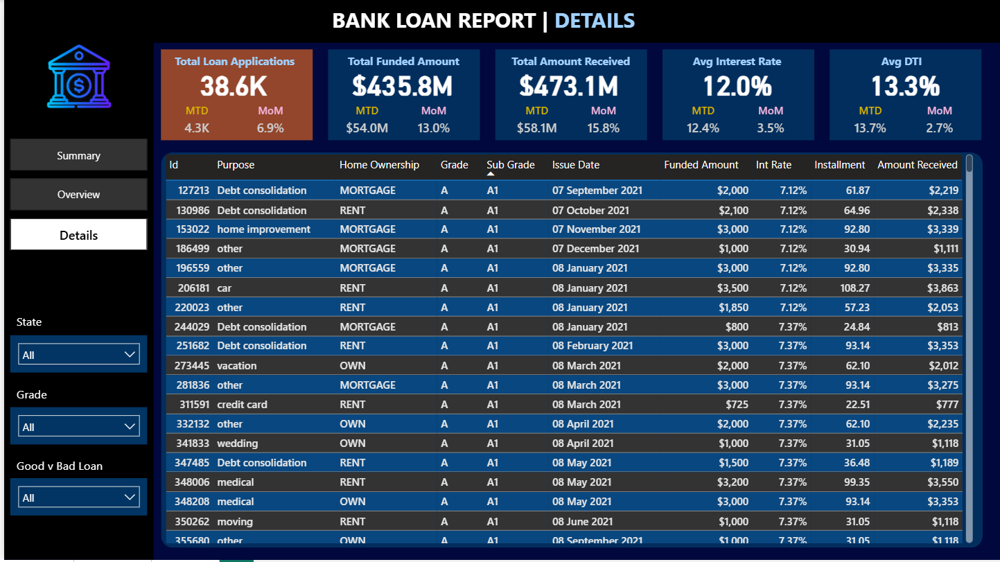 BANK LOAN REPORT | DETAILS
Total Loan Applications
38.6K
MTD MoM
4.3K 6.9%
Total Funded Amount
$435.8M
MTD MoM
$54.0M 13.0%
Total Amount Received
$473.1M
MTD MoM
$58.1M 15.8%
Avg Interest Rate
12.0%
MTD MoM
12.4% 3.5%
Avg DTI
13.3%
MTD MoM
13.7% 2.7%
Summary
Overview
Details
State
All
Grade
All
Good v Bad Loan
All
Id Purpose Home Ownership Grade Sub Grade Issue Date Funded Amount Int Rate Installment Amount Received
127213 Debt consolidation MORTGAGE A A1 07 September 2021 $2,000 7.12% 61.87 $2,219
130986 Debt consolidation RENT A A1 07 October 2021 $2,100 7.12% 64.96 $2,338
153022 home improvement MORTGAGE A A1 07 November 2021 $3,000 7.12% 92.80 $3,339
186499 other MORTGAGE A A1 07 December 2021 $1,000 7.12% 30.94 $1,111
196559 other MORTGAGE A A1 08 January 2021 $3,000 7.12% 92.80 $3,335
206181 car RENT A A1 08 January 2021 $3,500 7.12% 108.27 $3,863
220023 other RENT A A1 08 January 2021 $1,850 7.12% 57.23 $2,053
244029 Debt consolidation MORTGAGE A A1 08 January 2021 $800 7.37% 24.84 $813
251682 Debt consolidation RENT A A1 08 February 2021 $3,000 7.37% 93.14 $3,353
273445 vacation OWN A A1 08 March 2021 $2,000 7.37% 62.10 $2,012
281836 other MORTGAGE A A1 08 March 2021 $3,000 7.37% 93.14 $3,275
311591 credit card RENT A A1 08 March 2021 $725 7.37% 22.51 $777
332132 other OWN A A1 08 April 2021 $2,000 7.37% 62.10 $2,235
341833 wedding OWN A A1 08 April 2021 $1,000 7.37% 31.05 $1,118
347485 Debt consolidation RENT A A1 08 May 2021 $1,500 7.37% 36.48 $1,189
348006 medical RENT A A1 08 May 2021 $3,200 7.37% 99.35 $3,550
348208 medical OWN A A1 08 May 2021 $3,000 7.37% 93.14 $3,353
350262 moving RENT A A1 08 June 2021 $1,000 7.37% 31.05 $1,118
355680 other OWN A A1 08 September 2021 $1,000 7.37% 31.05 $1,118